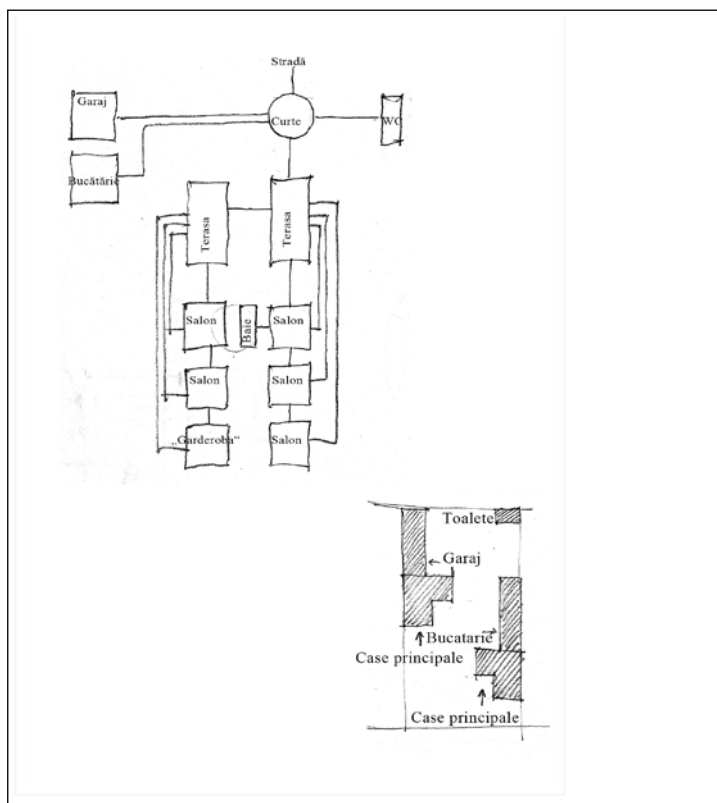 Stradă
Garaj
Curte
WC
Bucătărie
Terasa
Terasa
Salon
Baie
Salon
Salon
Salon
„Garderoba“
Salon
Toalete
←Garaj
Bucatarie→
Case principale
Case principale